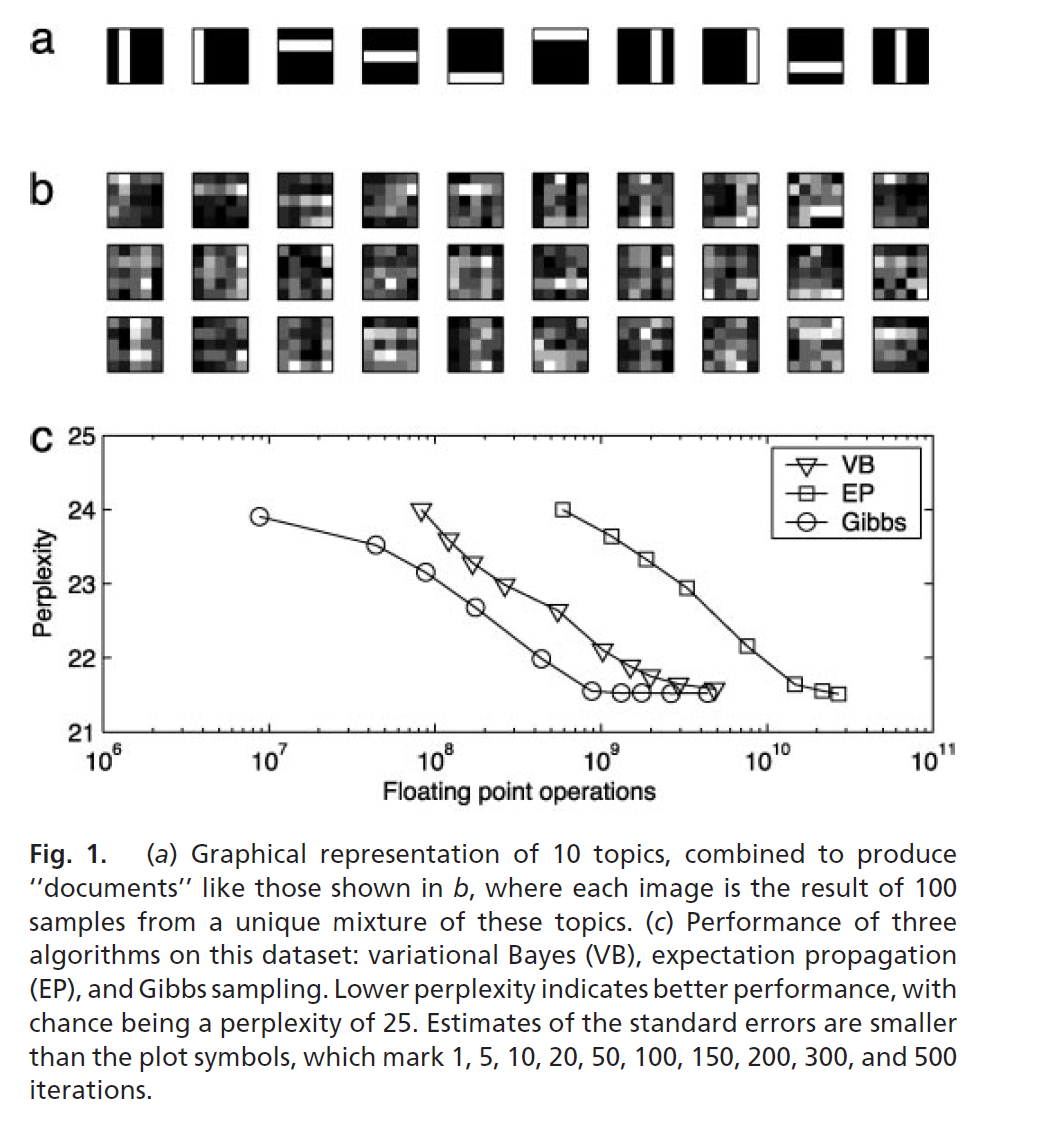 a
b
c
25
24
23
22
21
Perplexity
VB
EP
Gibbs
10^6 10^7 10^8 10^9 10^10 10^11
Floating point operations
Fig. 1. (a) Graphical representation of 10 topics, combined to produce
‘‘documents’’ like those shown in b, where each image is the result of 100
samples from a unique mixture of these topics. (c) Performance of three
algorithms on this dataset: variational Bayes (VB), expectation propagation
(EP), and Gibbs sampling. Lower perplexity indicates better performance, with
chance being a perplexity of 25. Estimates of the standard errors are smaller
than the plot symbols, which mark 1, 5, 10, 20, 50, 100, 150, 200, 300, and 500
iterations.